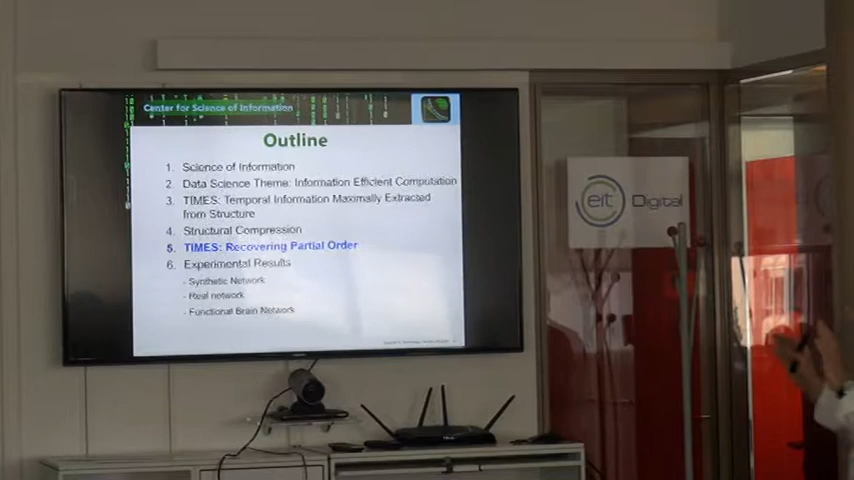 Center for Science of Information
Outline
1. Science of Information
2. Data Science Theme: Information Efficient Computation
3. TIMES: Temporal Information Maximally Extracted
from Structure
4. Structural Compression
5. TIMES: Recovering Partial Order
6. Experimental Results
- Synthetic Network
- Real network
- Functional Brain Network
eit Digital